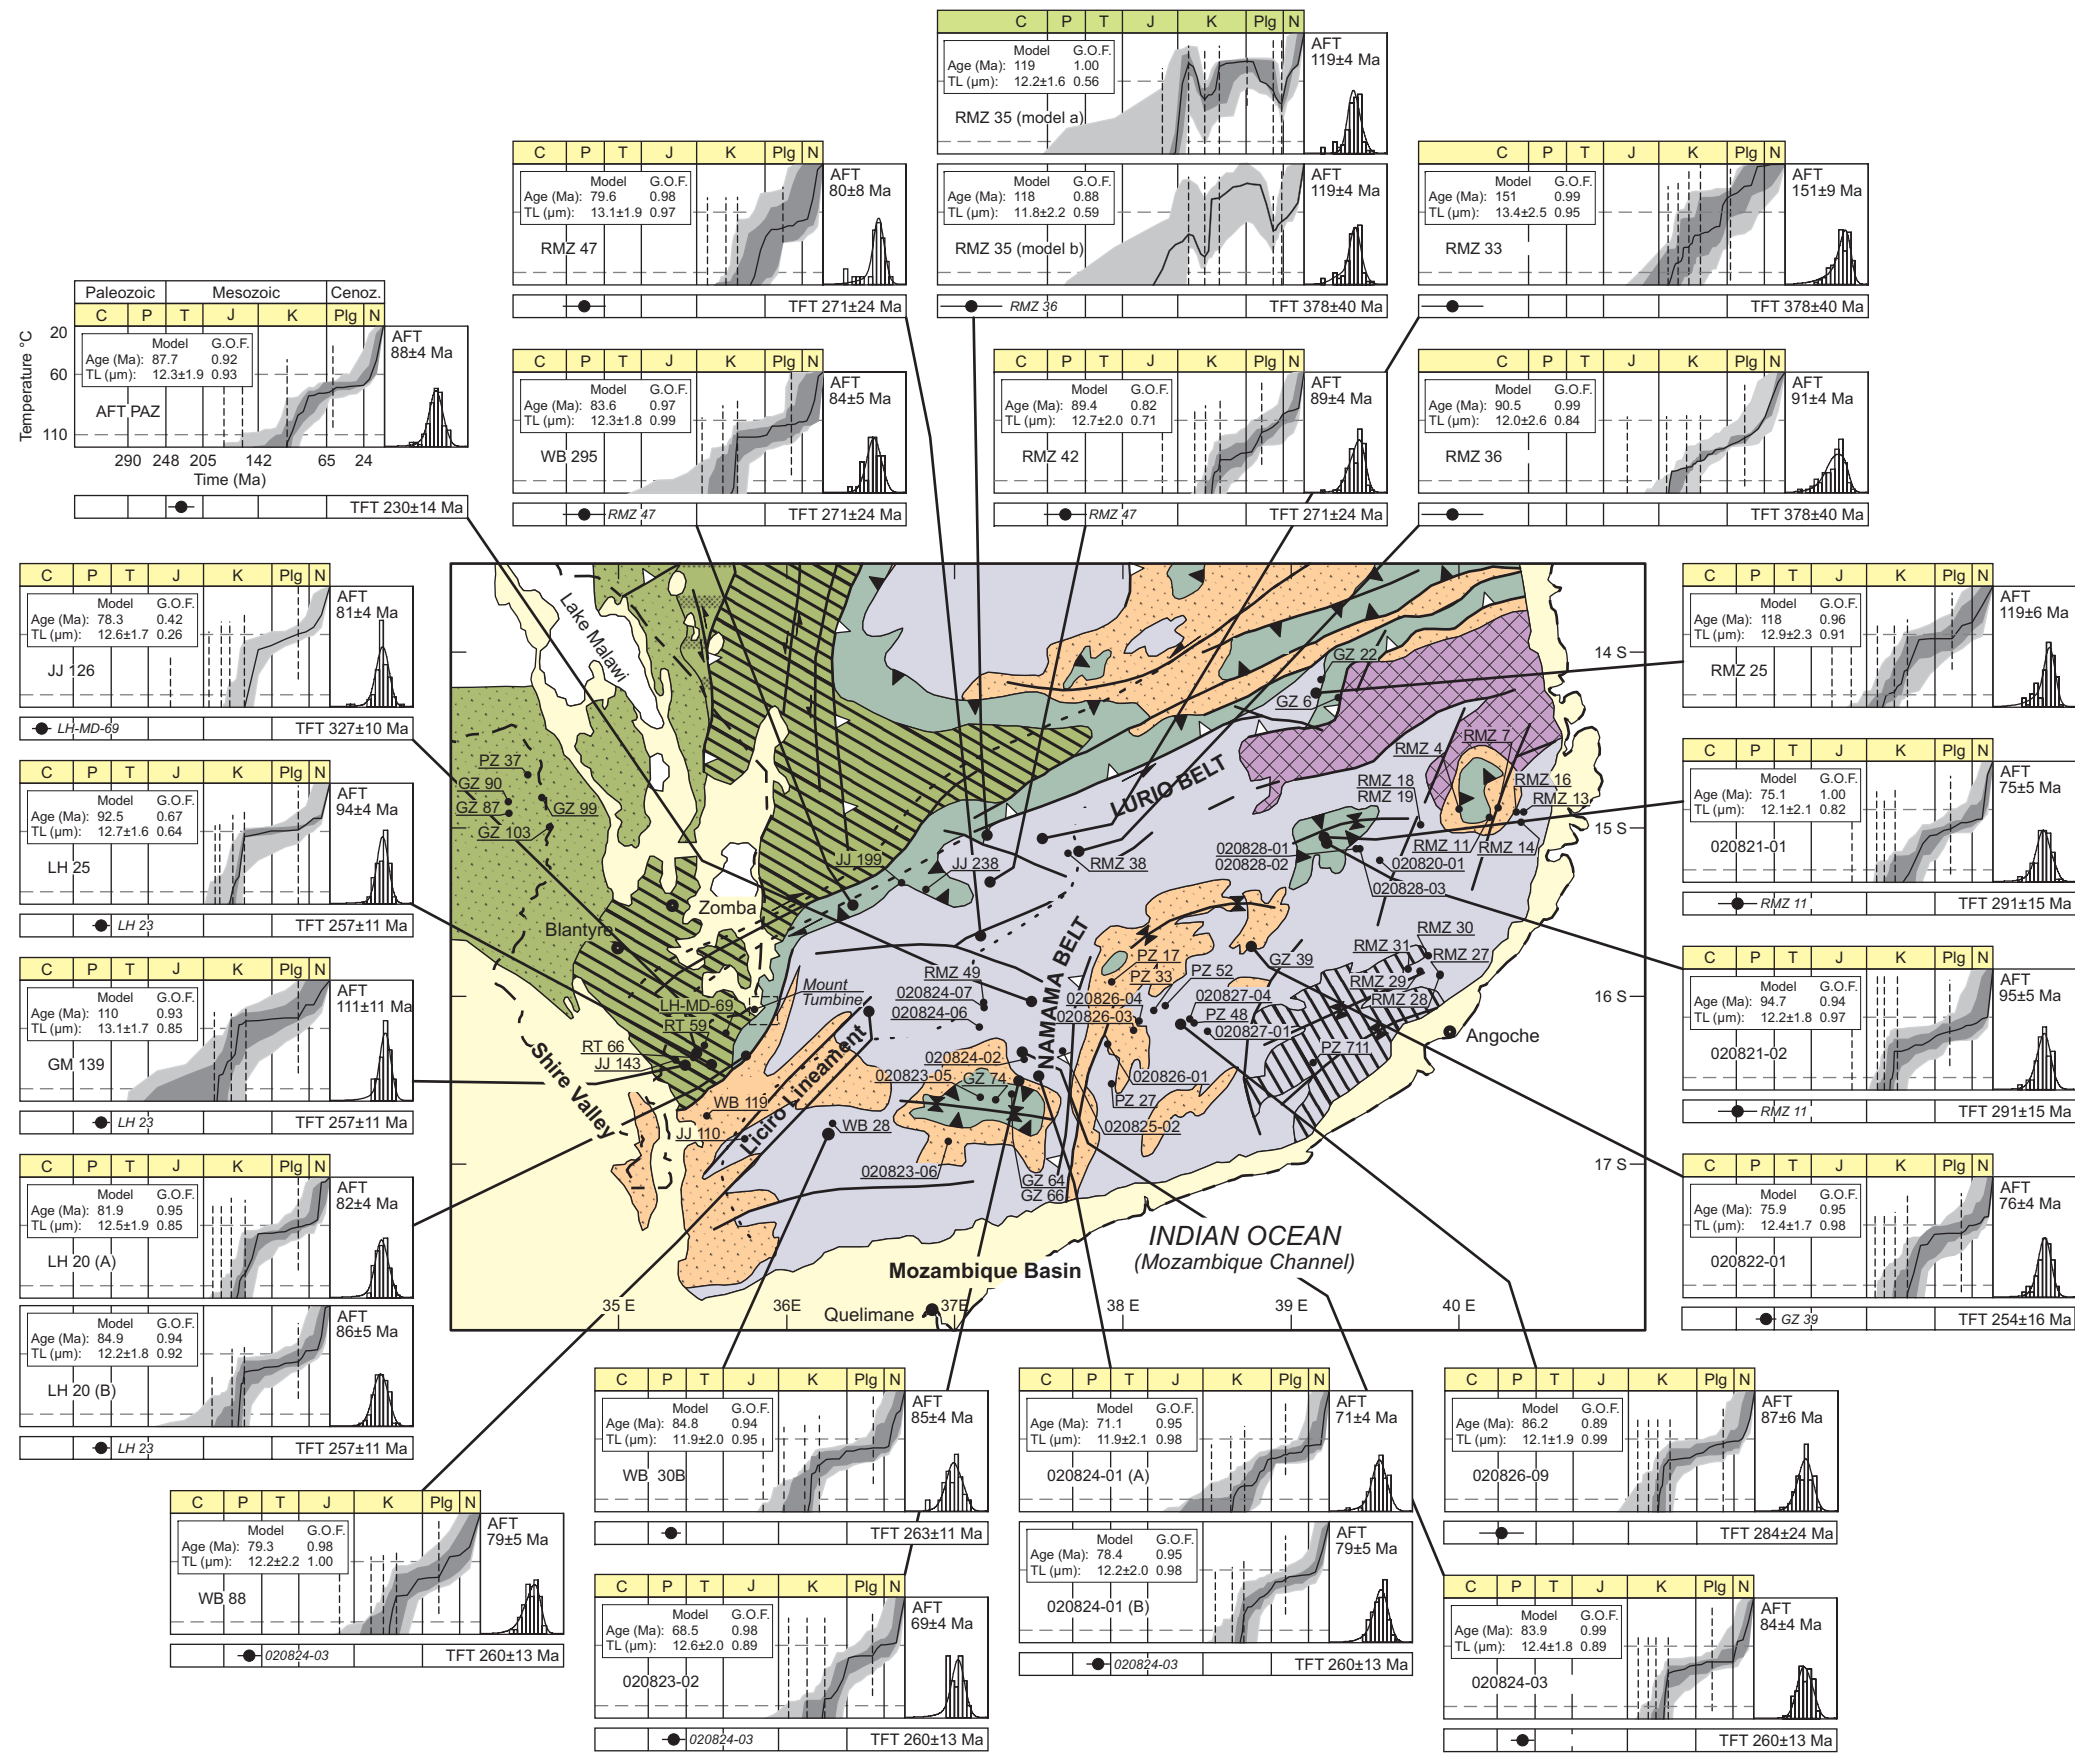 C P T J K Plg N
Model G.O.F.
Age (Ma): 119 1.00
TL (µm): 12.2±1.6 0.56
RMZ 35 (model a)
AFT
119±4 Ma
Model G.O.F.
Age (Ma): 118 0.88
TL (µm): 11.8±2.2 0.59
RMZ 35 (model b)
AFT
119±4 Ma
RMZ 36 TFT 378±40 Ma
C P T J K Plg N
Model G.O.F.
Age (Ma): 79.6 0.98
TL (µm): 13.1±1.9 0.97
RMZ 47
AFT
80±8 Ma
TFT 271±24 Ma
C P T J K Plg N
Model G.O.F.
Age (Ma): 151 0.99
TL (µm): 13.4±2.5 0.95
RMZ 33
AFT
151±9 Ma
TFT 378±40 Ma
Paleozoic Mesozoic Cenoz.
C P T J K Plg N
Temperature °C
20
60
110
Model G.O.F.
Age (Ma): 87.7 0.92
TL (µm): 12.3±1.9 0.93
AFT PAZ
AFT
88±4 Ma
290 248 205 142 65 24
Time (Ma)
TFT 230±14 Ma
C P T J K Plg N
Model G.O.F.
Age (Ma): 83.6 0.97
TL (µm): 12.3±1.8 0.99
WB 295
AFT
84±5 Ma
RMZ 47 TFT 271±24 Ma
C P T J K Plg N
Model G.O.F.
Age (Ma): 89.4 0.82
TL (µm): 12.7±2.0 0.71
RMZ 42
AFT
89±4 Ma
RMZ 47 TFT 271±24 Ma
C P T J K Plg N
Model G.O.F.
Age (Ma): 90.5 0.99
TL (µm): 12.0±2.6 0.84
RMZ 36
AFT
91±4 Ma
TFT 378±40 Ma
C P T J K Plg N
Model G.O.F.
Age (Ma): 78.3 0.42
TL (µm): 12.6±1.7 0.26
JJ 126
AFT
81±4 Ma
LH-MD-69 TFT 327±10 Ma
C P T J K Plg N
Model G.O.F.
Age (Ma): 92.5 0.67
TL (µm): 12.7±1.6 0.64
LH 25
AFT
94±4 Ma
LH 23 TFT 257±11 Ma
C P T J K Plg N
Model G.O.F.
Age (Ma): 110 0.93
TL (µm): 13.1±1.7 0.85
GM 139
AFT
111±11 Ma
LH 23 TFT 257±11 Ma
C P T J K Plg N
Model G.O.F.
Age (Ma): 81.9 0.95
TL (µm): 12.5±1.9 0.85
LH 20 (A)
AFT
82±4 Ma
Model G.O.F.
Age (Ma): 84.9 0.94
TL (µm): 12.2±1.8 0.92
LH 20 (B)
AFT
86±5 Ma
LH 23 TFT 257±11 Ma
Lake Malawi
PZ 37
GZ 90
GZ 87
GZ 99
GZ 103
Zomba
Blantyre
JJ 199
JJ 238
RMZ 38
LURIO BELT
GZ 22
GZ 6
RMZ 4
RMZ 7
RMZ 18
RMZ 19
RMZ 16
RMZ 13
RMZ 11
RMZ 14
020828-01
020828-02
020820-01
020828-03
14 S
15 S
16 S
17 S
RMZ 30
RMZ 31
RMZ 27
RMZ 29
RMZ 28
Angoche
GZ 39
PZ 17
PZ 33
PZ 52
020826-04
020826-03
020827-04
PZ 48
020827-01
PZ 711
NAMAMA BELT
RMZ 49
020824-07
020824-06
Mount
Tumbine
LH-MD-69
RT 59
RT 66
JJ 143
020824-02
020823-05
GZ 74
020826-01
PZ 27
020825-02
Shire Valley
Liciro Lineament
WB 119
JJ 110
WB 28
020823-06
GZ 64
GZ 66
INDIAN OCEAN
(Mozambique Channel)
Mozambique Basin
Quelimane
35 E 36E 37E 38 E 39 E 40 E
C P T J K Plg N
Model G.O.F.
Age (Ma): 118 0.96
TL (µm): 12.9±2.3 0.91
RMZ 25
AFT
119±6 Ma
C P T J K Plg N
Model G.O.F.
Age (Ma): 75.1 1.00
TL (µm): 12.1±2.1 0.82
020821-01
AFT
75±5 Ma
RMZ 11 TFT 291±15 Ma
C P T J K Plg N
Model G.O.F.
Age (Ma): 94.7 0.94
TL (µm): 12.2±1.8 0.97
020821-02
AFT
95±5 Ma
RMZ 11 TFT 291±15 Ma
C P T J K Plg N
Model G.O.F.
Age (Ma): 75.9 0.95
TL (µm): 12.4±1.7 0.98
020822-01
AFT
76±4 Ma
GZ 39 TFT 254±16 Ma
C P T J K Plg N
Model G.O.F.
Age (Ma): 79.3 0.98
TL (µm): 12.2±2.2 1.00
WB 88
AFT
79±5 Ma
020824-03 TFT 260±13 Ma
C P T J K Plg N
Model G.O.F.
Age (Ma): 84.8 0.94
TL (µm): 11.9±2.0 0.95
WB 30B
AFT
85±4 Ma
TFT 263±11 Ma
C P T J K Plg N
Model G.O.F.
Age (Ma): 68.5 0.98
TL (µm): 12.6±2.0 0.89
020823-02
AFT
69±4 Ma
020824-03 TFT 260±13 Ma
C P T J K Plg N
Model G.O.F.
Age (Ma): 71.1 0.95
TL (µm): 11.9±2.1 0.98
020824-01 (A)
AFT
71±4 Ma
Model G.O.F.
Age (Ma): 78.4 0.95
TL (µm): 12.2±2.0 0.98
020824-01 (B)
AFT
79±5 Ma
020824-03 TFT 260±13 Ma
C P T J K Plg N
Model G.O.F.
Age (Ma): 86.2 0.89
TL (µm): 12.1±1.9 0.99
020826-09
AFT
87±6 Ma
TFT 284±24 Ma
C P T J K Plg N
Model G.O.F.
Age (Ma): 83.9 0.99
TL (µm): 12.4±1.8 0.89
020824-03
AFT
84±4 Ma
TFT 260±13 Ma